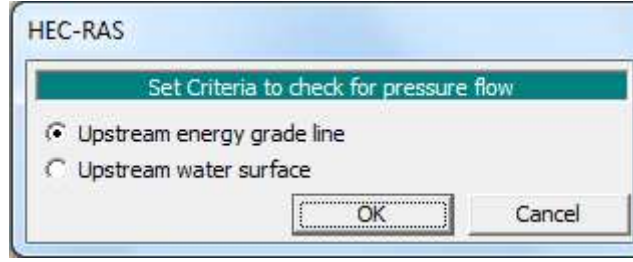 HEC-RAS
Set Criteria to check for pressure flow
Upstream energy grade line
Upstream water surface
OK Cancel